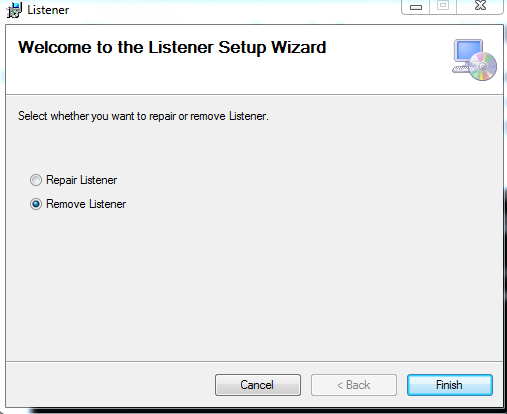 Listener
Welcome to the Listener Setup Wizard
Select whether you want to repair or remove Listener.
Repair Listener
Remove Listener
Cancel
< Back
Finish